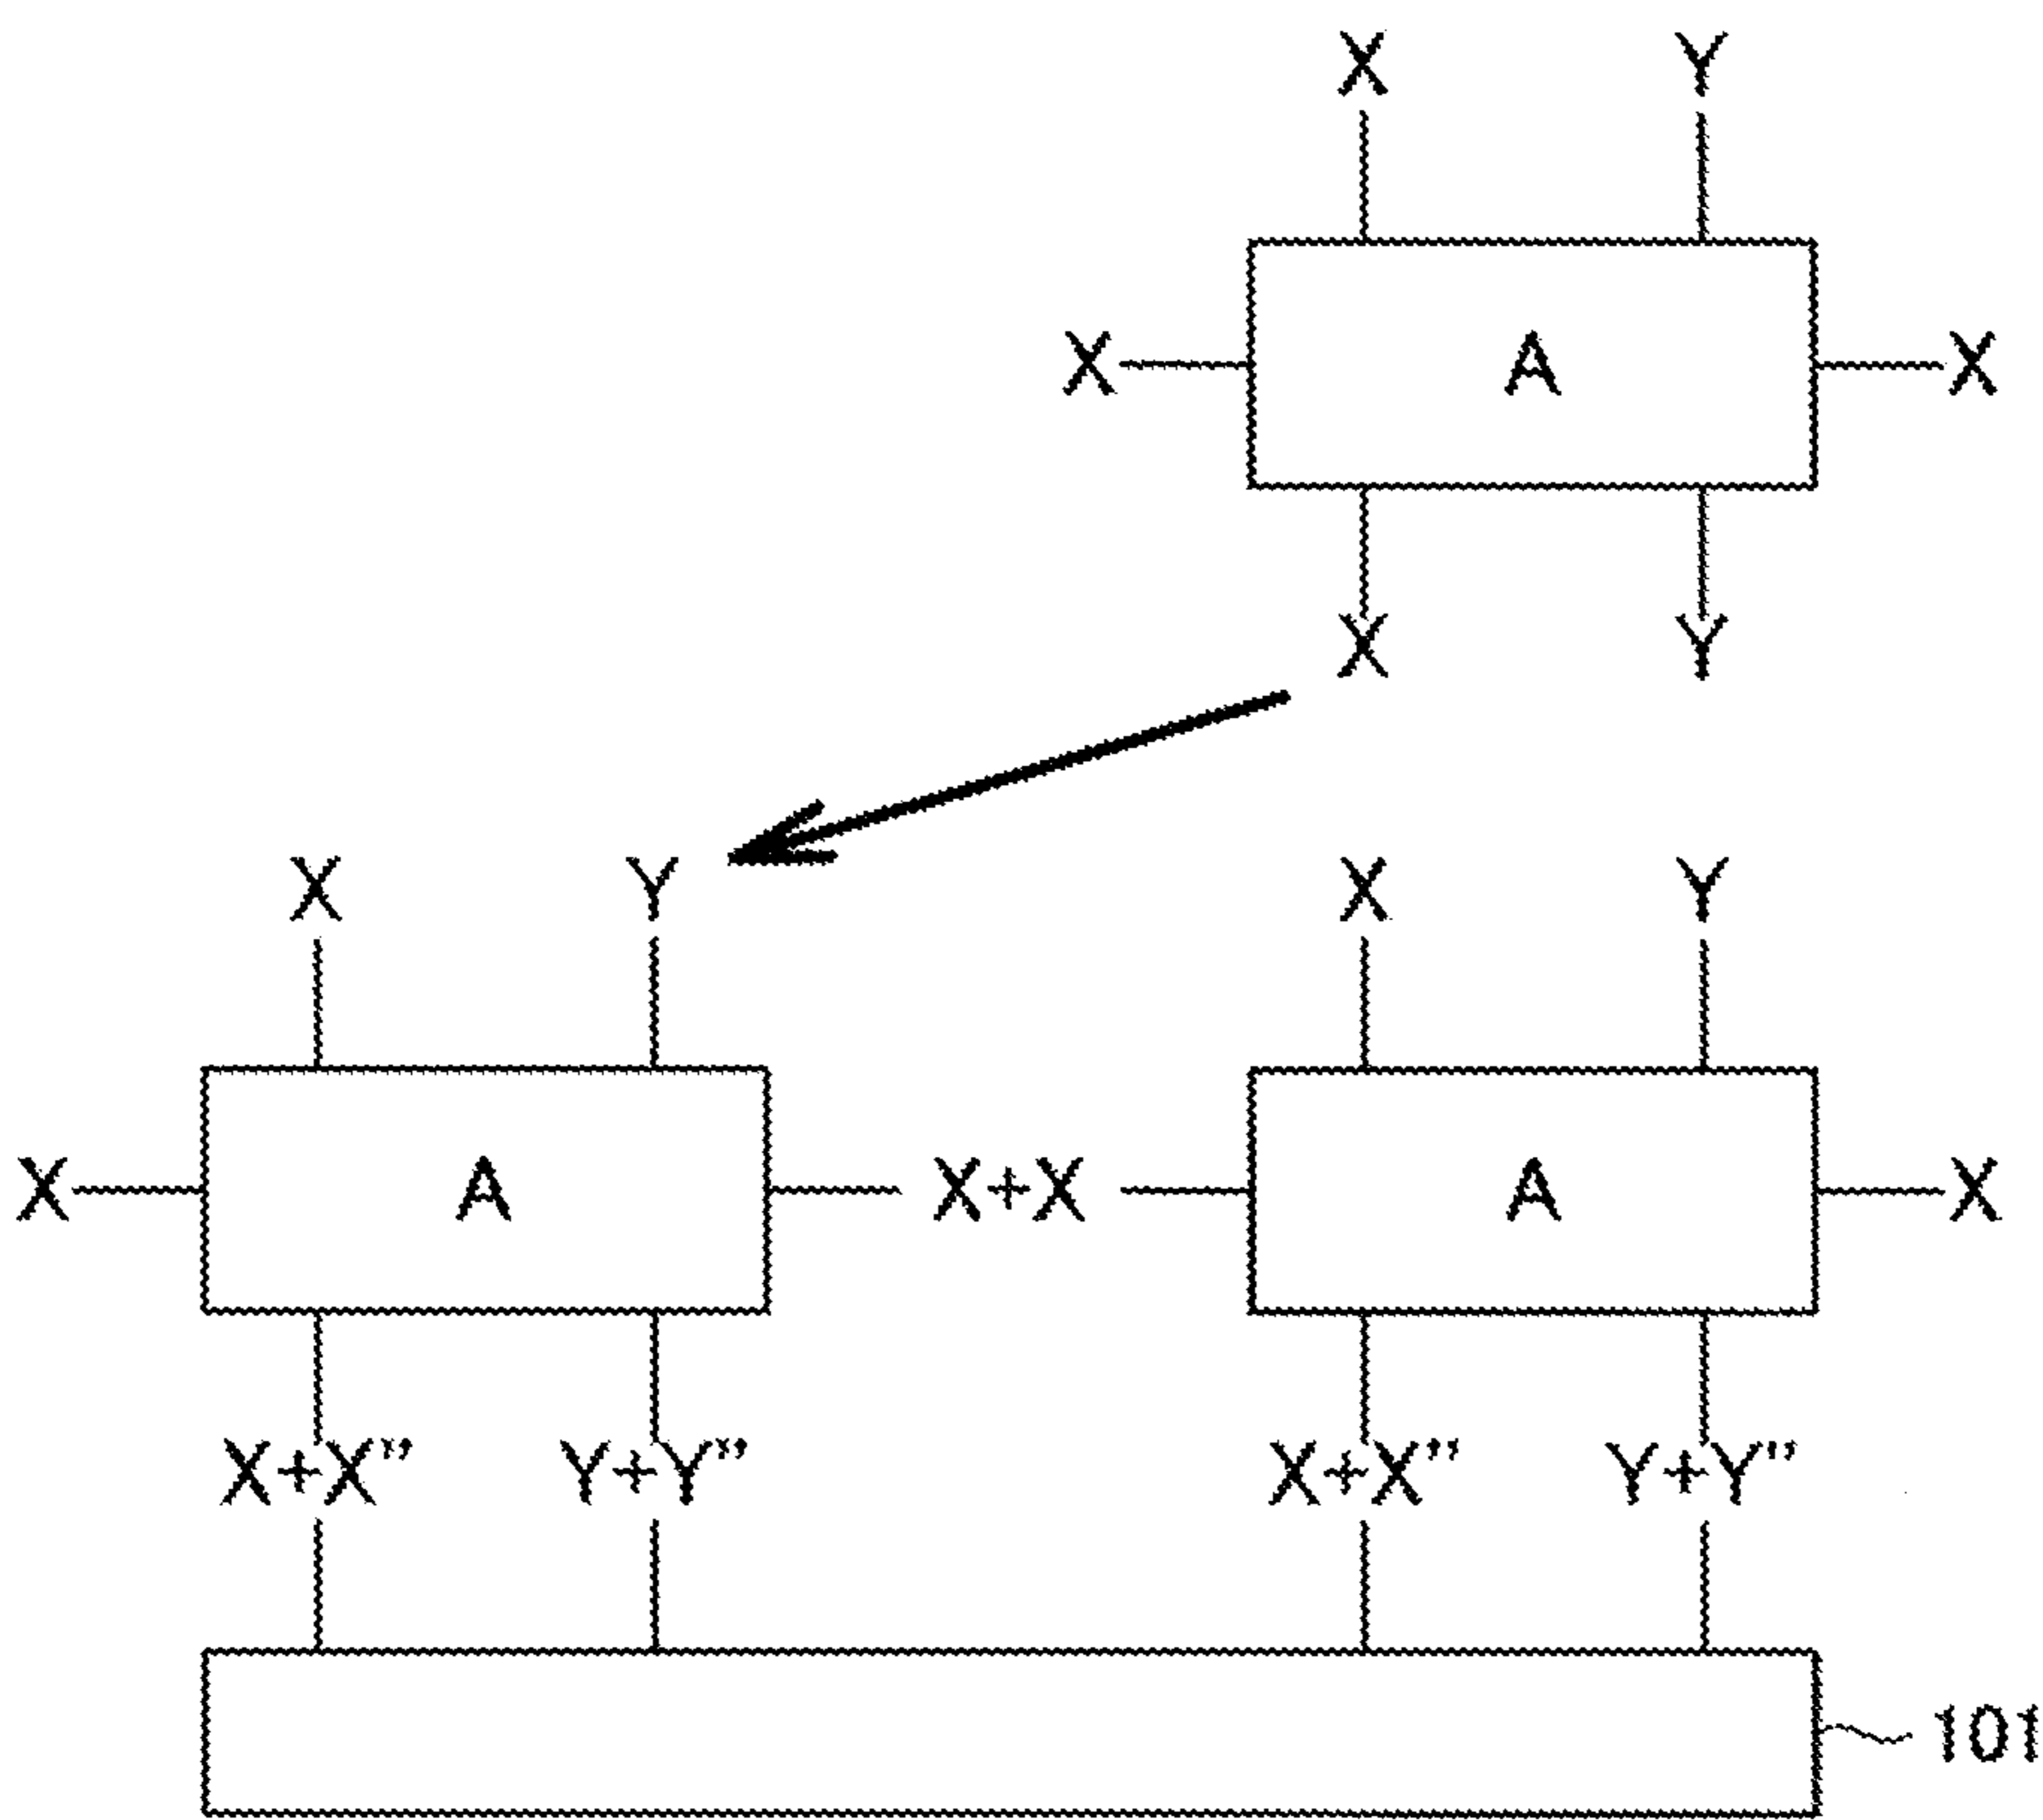 X Y
X A X
X Y
X Y X Y
X A X+X A X
X+X" Y+Y" X+X" Y+Y"
101